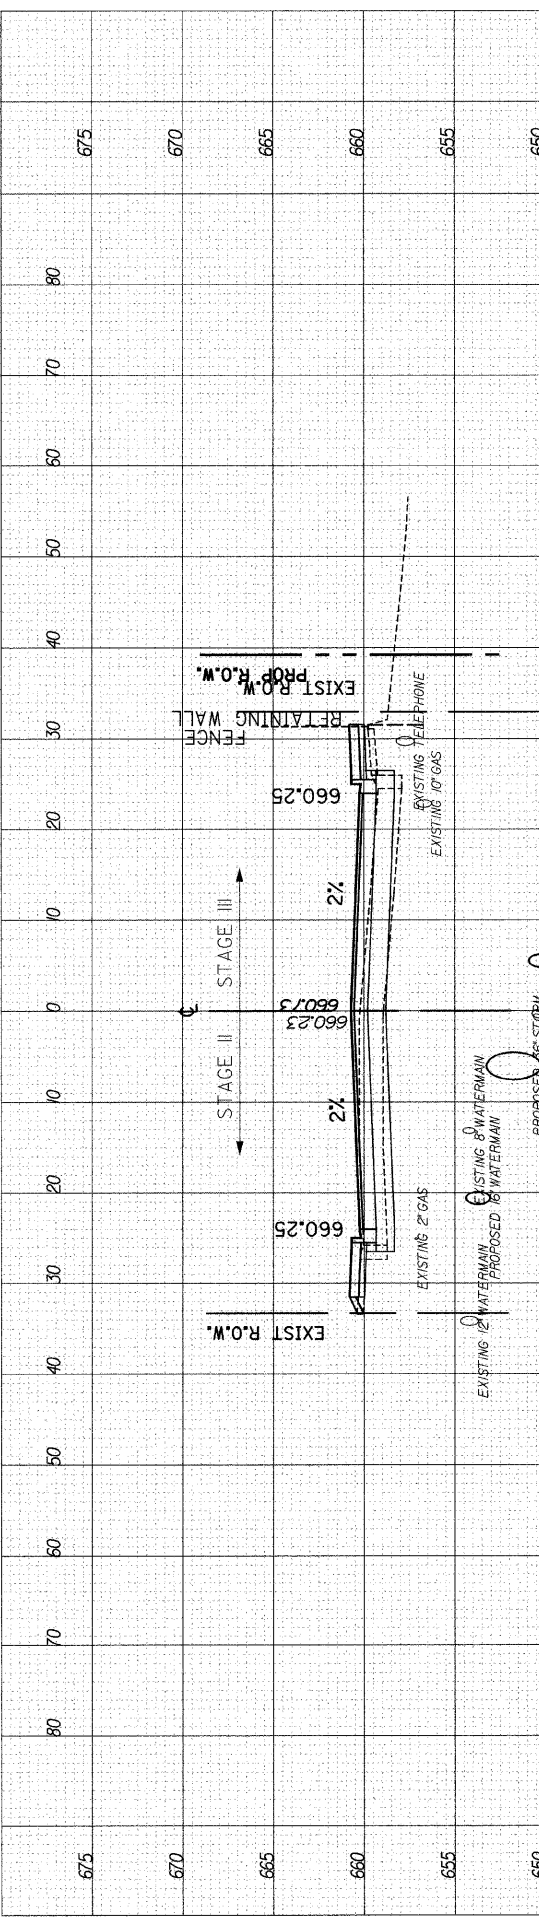 675
670
665
660
655
650
80
70
60
50
40
30
20
10
0
10
20
30
40
50
60
70
80
PROP R.O.W.
EXIST R.O.W.
RETAINING WALL
FENCE
660.25
EXISTING TELEPHONE
EXISTING 10" GAS
2%
STAGE III
℄
660.73
660.23
STAGE II
2%
660.25
EXISTING 2" GAS
EXIST R.O.W.
EXISTING 8" WATERMAIN
PROPOSED 16" WATERMAIN
EXISTING 12" WATERMAIN
PROPOSED 36" STORM
675
670
665
660
655
650